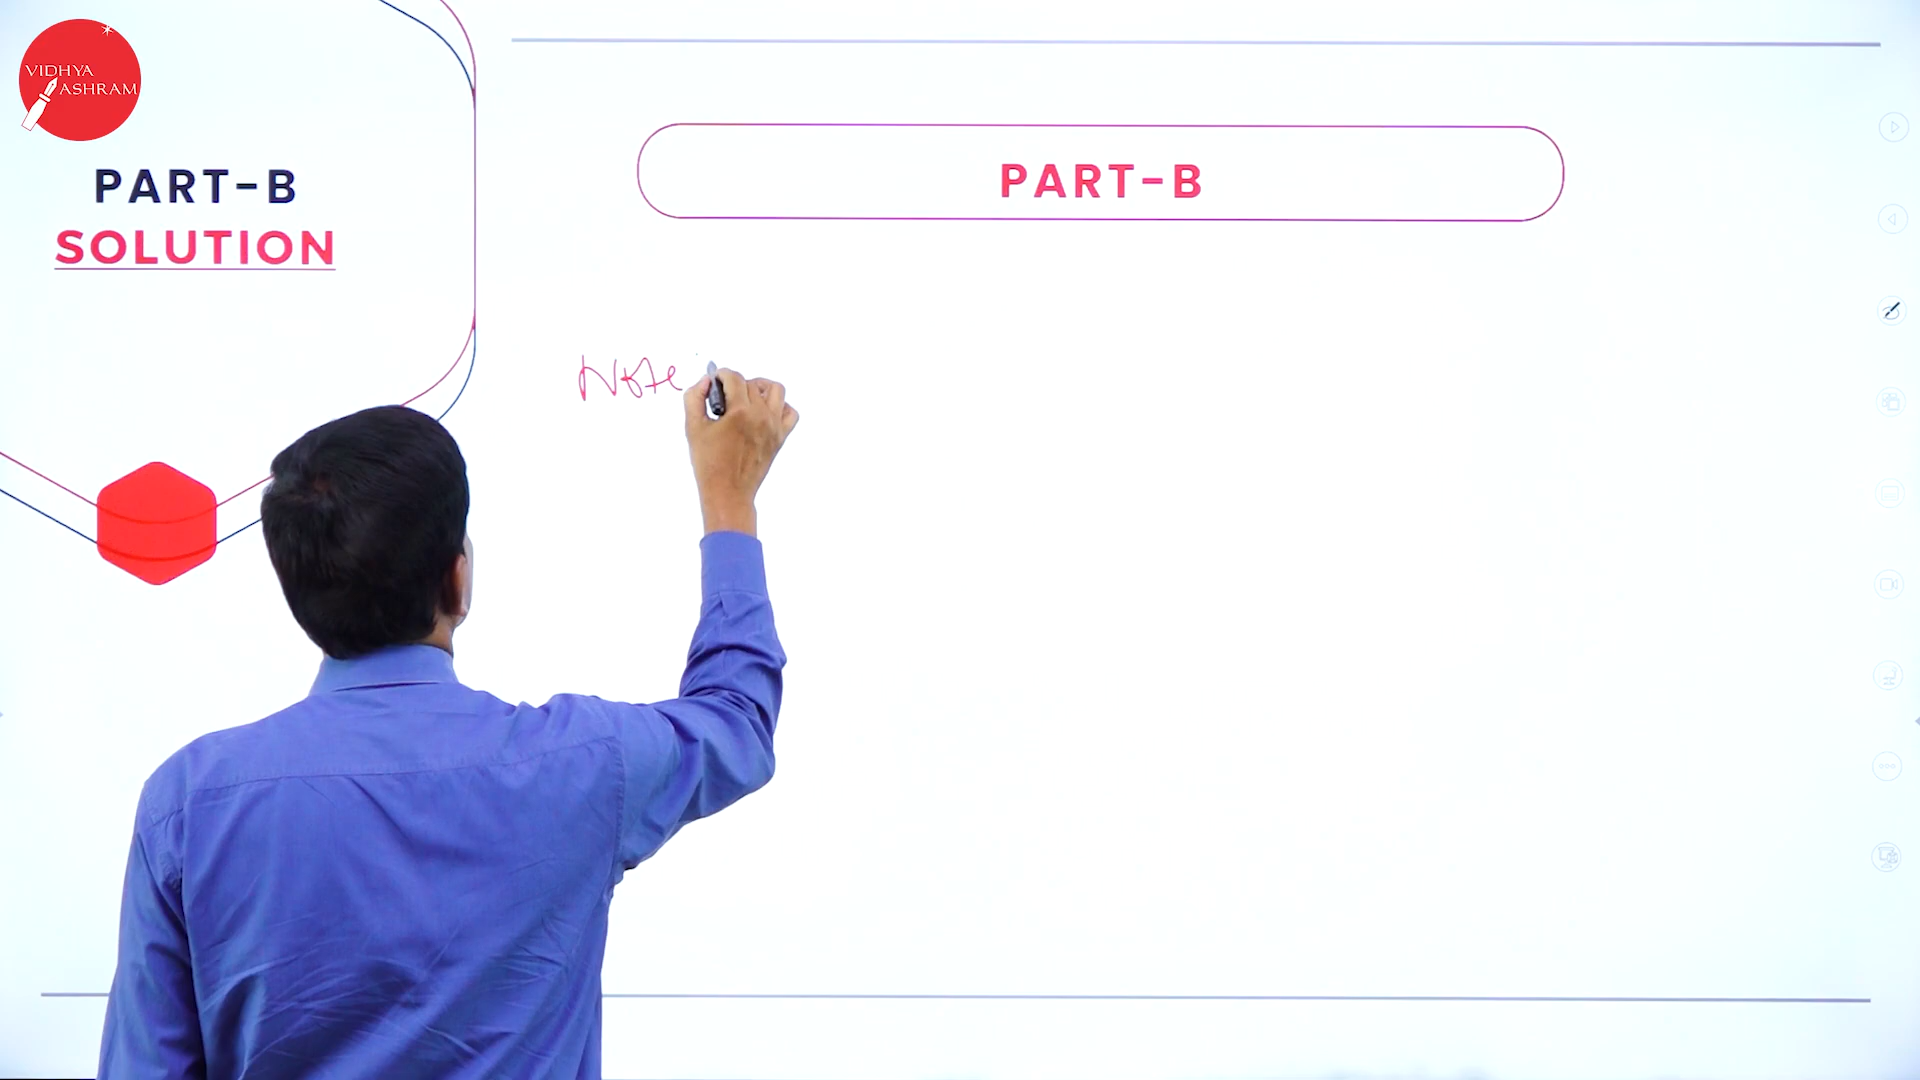 VIDHYA
ASHRAM
PART-B
SOLUTION
PART-B
Note